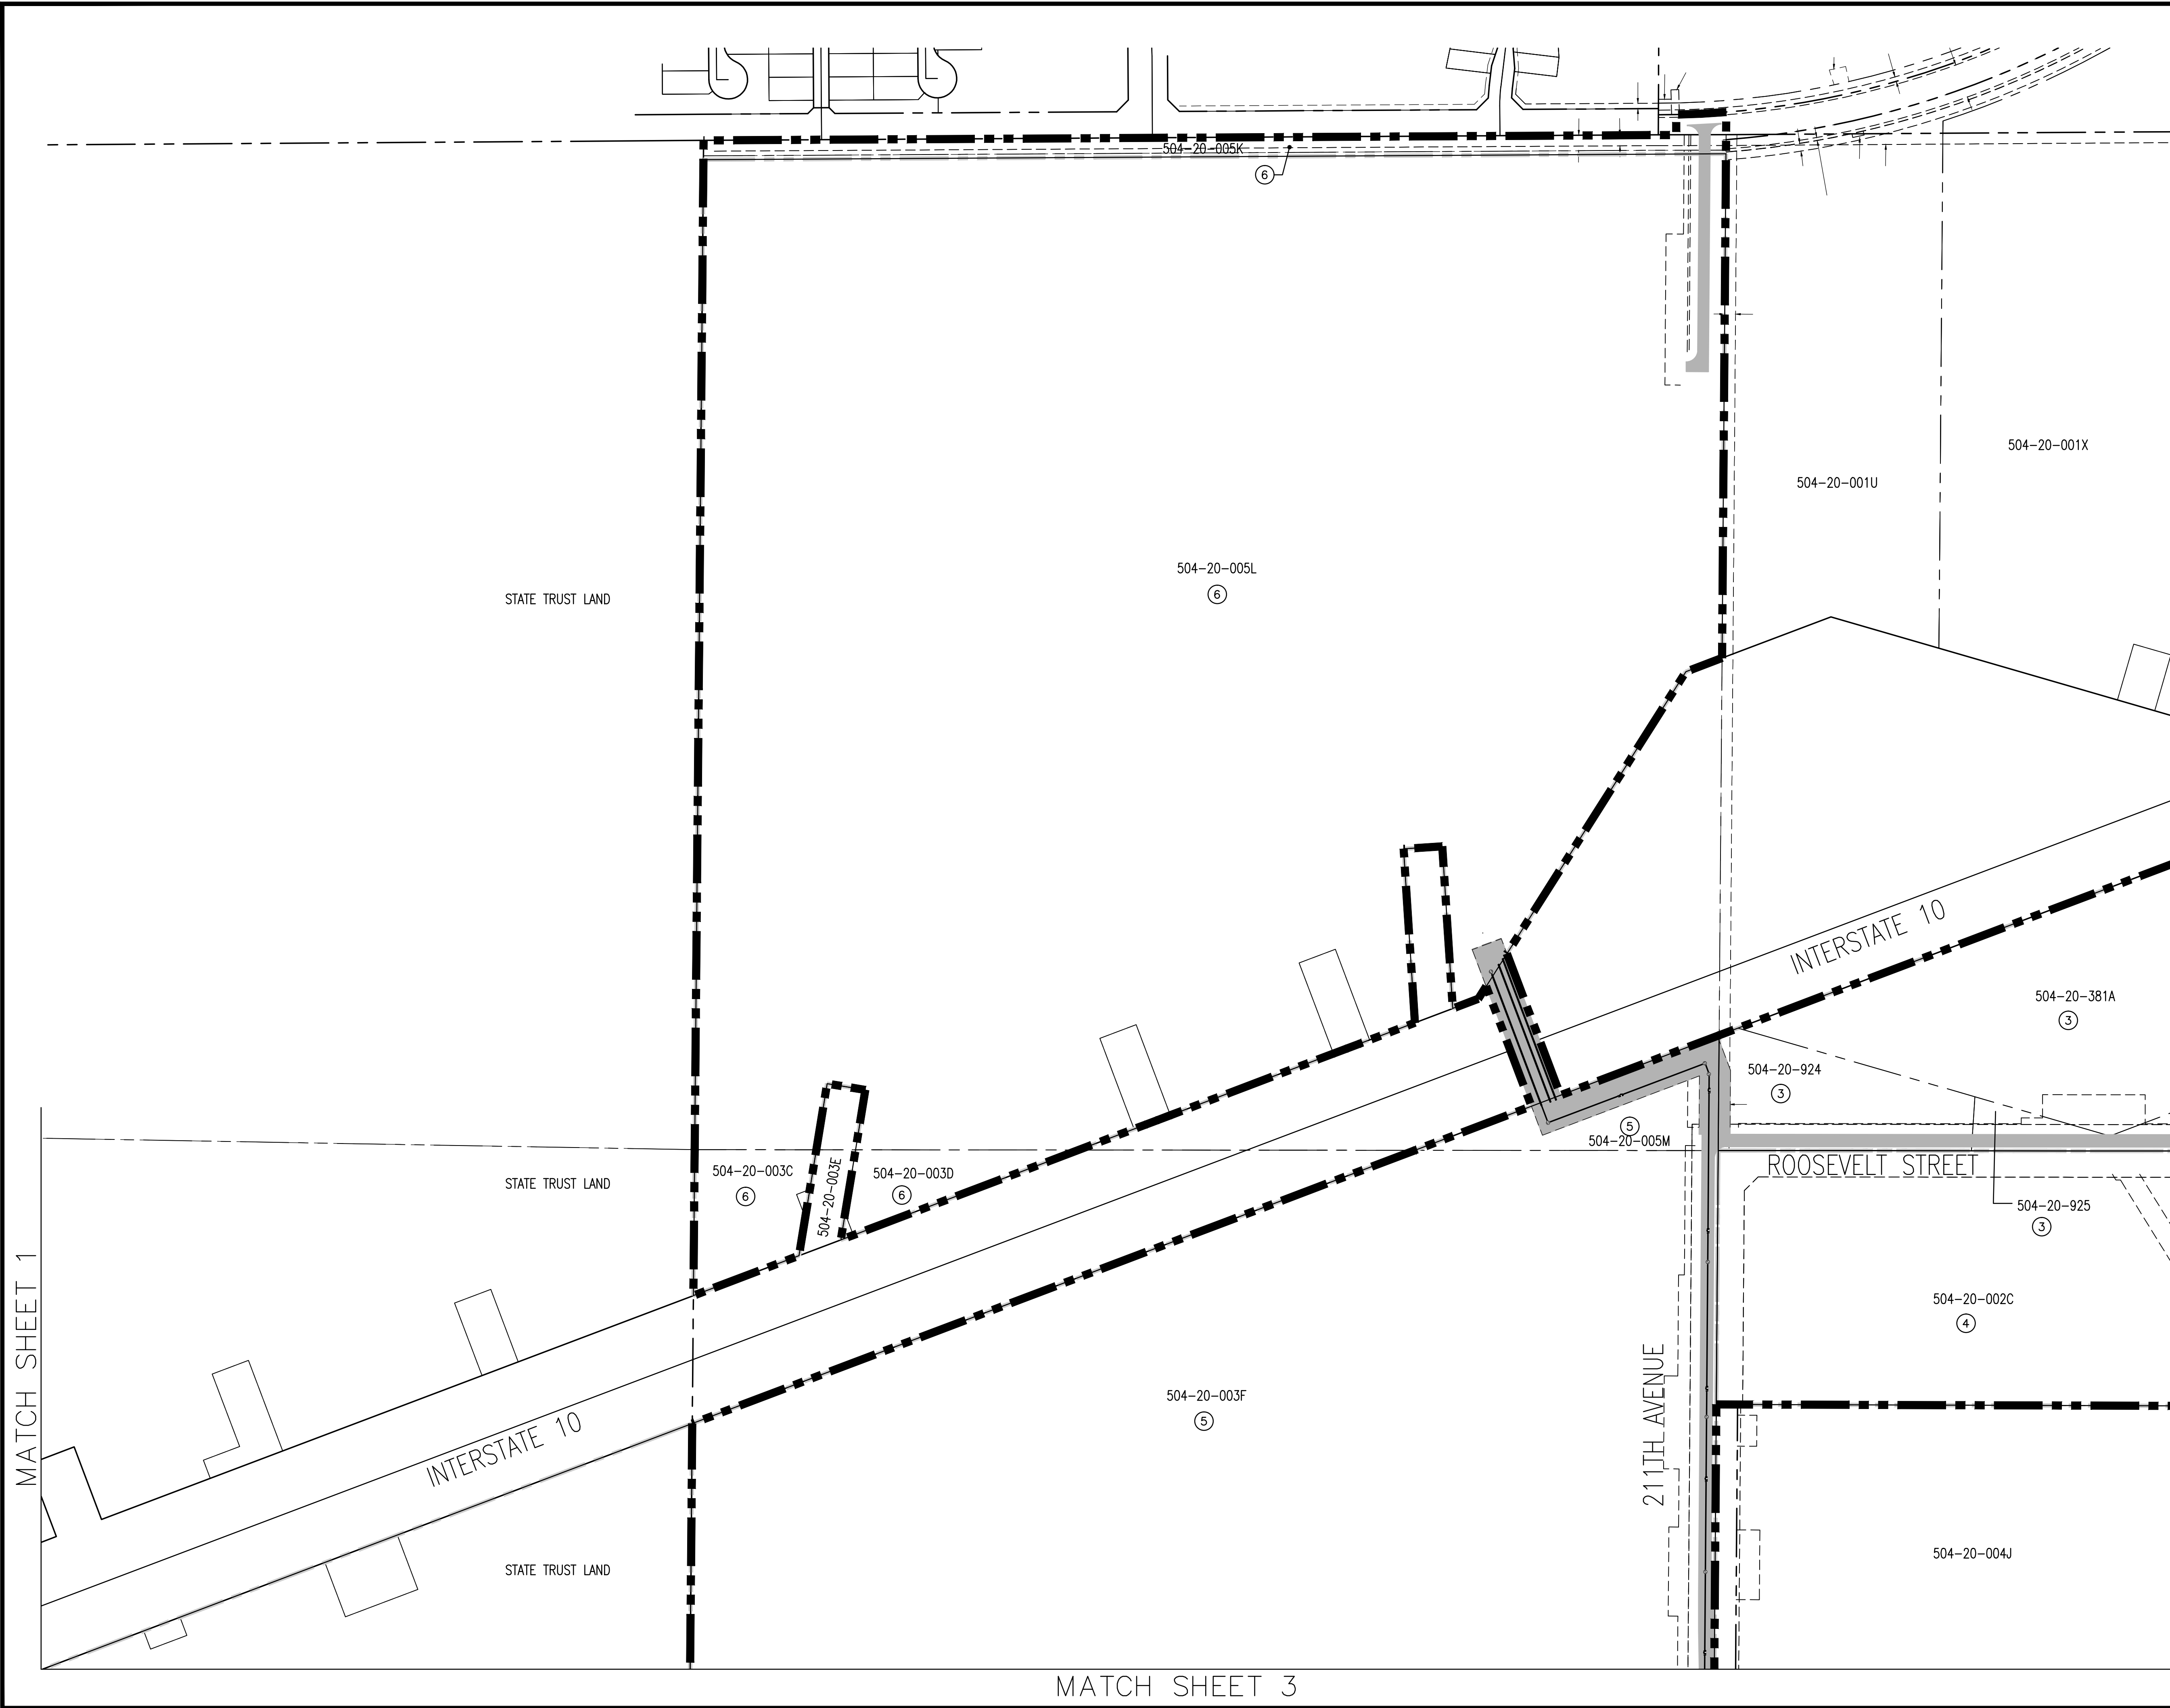 504-20-005K
6
504-20-001X
504-20-001U
504-20-005L
6
STATE TRUST LAND
INTERSTATE 10
504-20-381A
3
504-20-924
3
5
504-20-005M
504-20-003C
6
504-20-003E
504-20-003D
6
STATE TRUST LAND
ROOSEVELT STREET
504-20-925
3
504-20-002C
4
MATCH SHEET 1
504-20-003F
5
211TH AVENUE
INTERSTATE 10
504-20-004J
STATE TRUST LAND
MATCH SHEET 3